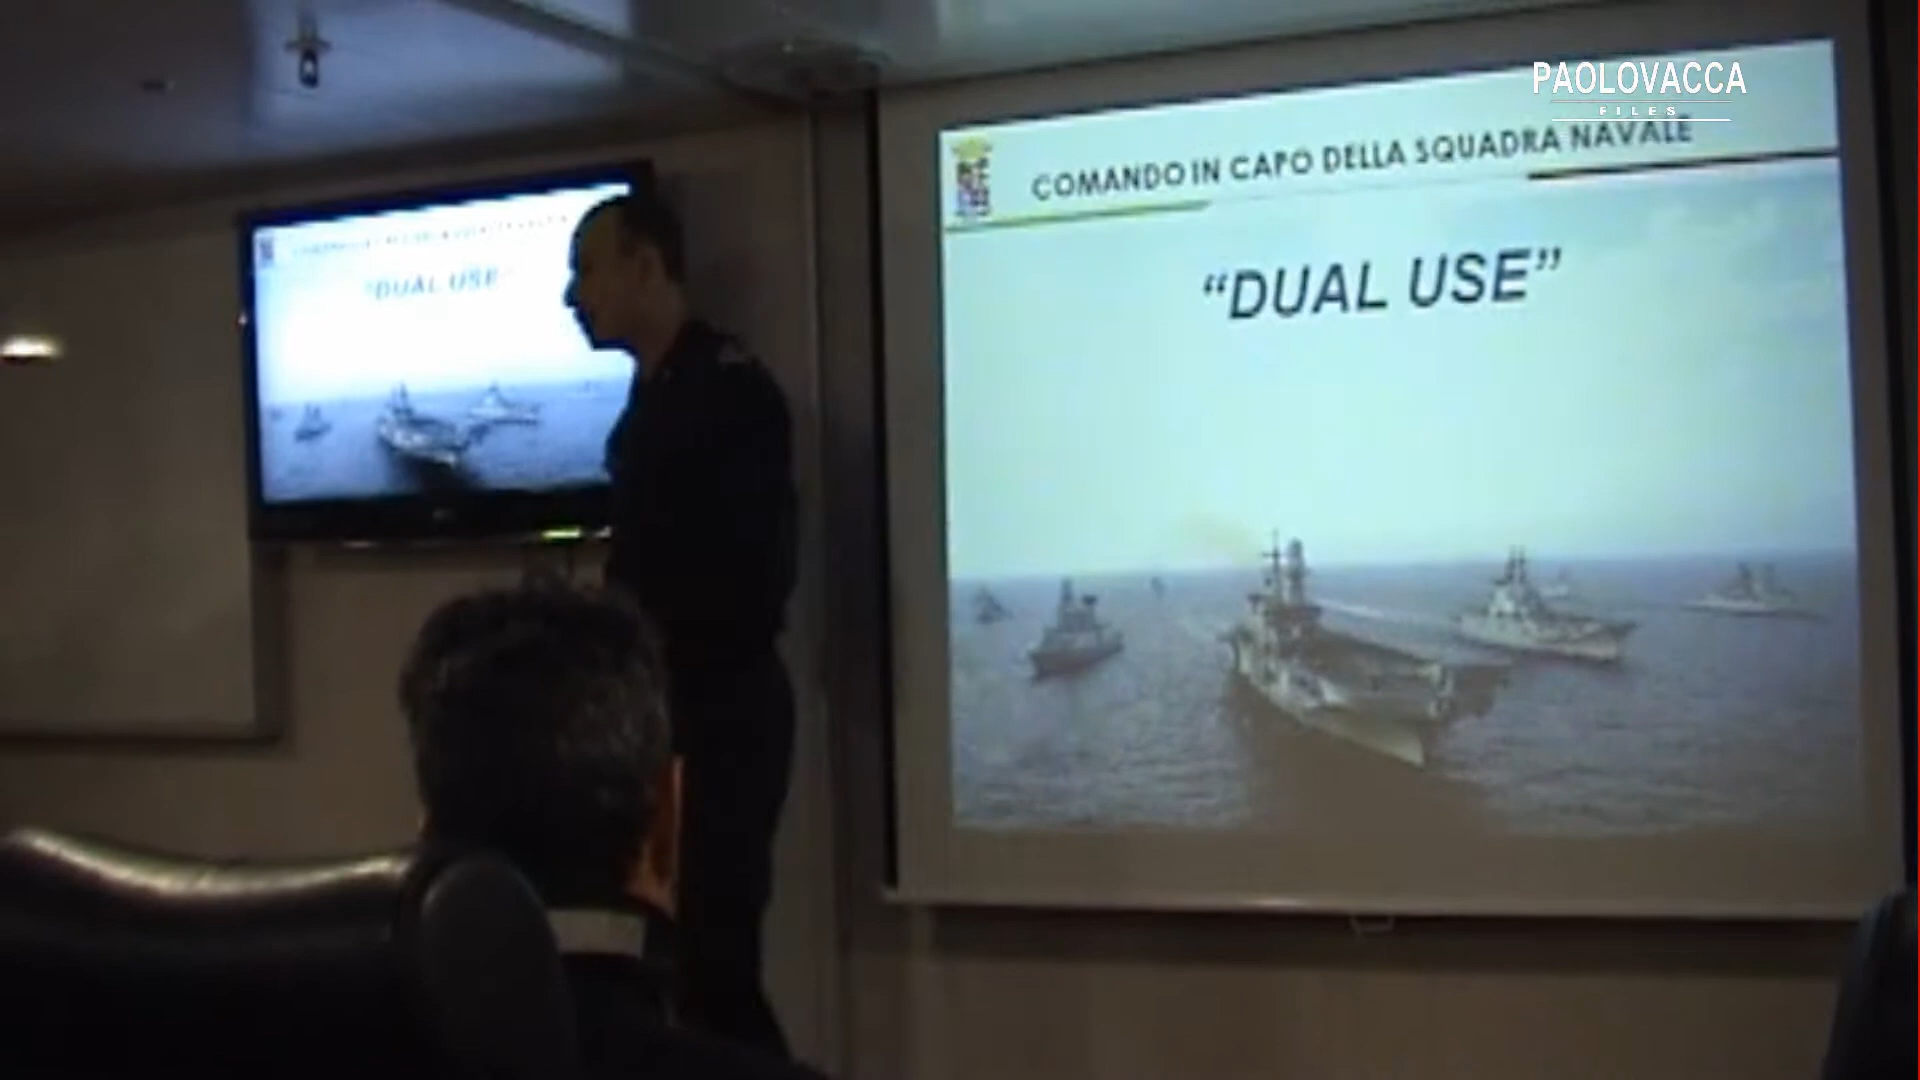 PAOLOVACCA
FILES
COMANDO IN CAPO DELLA SQUADRA NAVALE
"DUAL USE"
"DUAL USE"